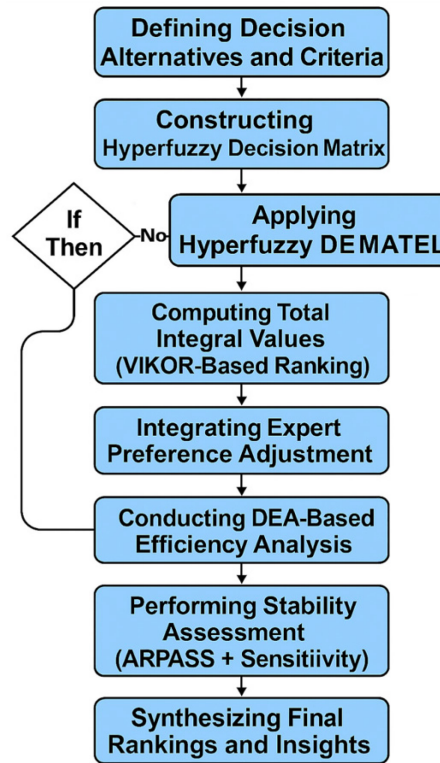 Defining Decision
Alternatives and Criteria
Constructing
Hyperfuzzy Decision Matrix
If
Then
No
Applying
Hyperfuzzy DEMATEL
Computing Total
Integral Values
(VIKOR-Based Ranking)
Integrating Expert
Preference Adjustment
Conducting DEA-Based
Efficiency Analysis
Performing Stability
Assessment
(ARPASS + Sensitiivity)
Synthesizing Final
Rankings and Insights